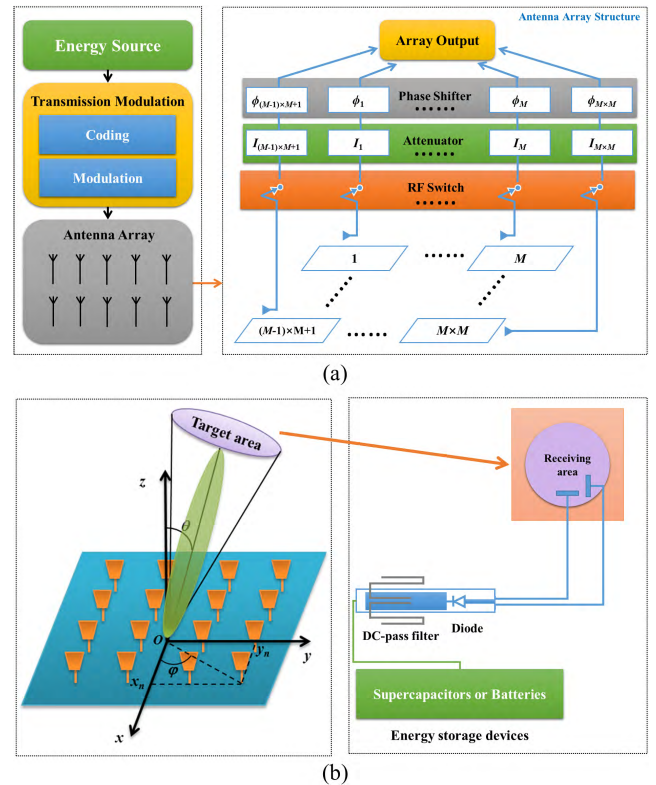 Energy Source
Transmission Modulation
Coding
Modulation
Antenna Array
Antenna Array Structure
Array Output
ϕ(M-1)×M+1 ϕ1 Phase Shifter ...... ϕM ϕM×M
I(M-1)×M+1 I1 Attenuator ...... IM IM×M
RF Switch
......
1 ...... M
...... ......
(M-1)×M+1 ...... M×M
(a)
Target area
z
θ
O
y
yn
xn
φ
x
Receiving
area
DC-pass filter Diode
Supercapacitors or Batteries
Energy storage devices
(b)